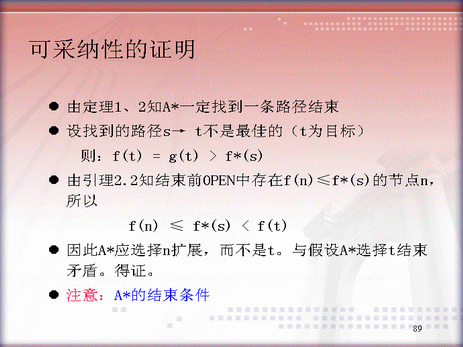 可采纳性的证明
● 由定理1、2知A*一定找到一条路径结束
● 设找到的路径s→ t不是最佳的（t为目标）
则：f(t) = g(t) > f*(s)
● 由引理2.2知结束前OPEN中存在f(n)≤f*(s)的节点n，
所以
f(n) ≤ f*(s) < f(t)
● 因此A*应选择n扩展，而不是t。与假设A*选择t结束
矛盾。得证。
● 注意：A*的结束条件
89